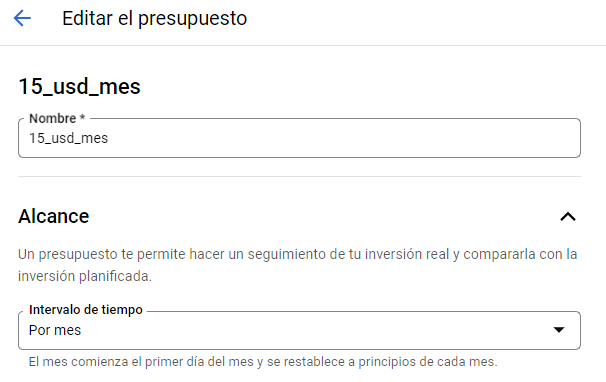 Editar el presupuesto
15_usd_mes
Nombre *
15_usd_mes
Alcance
Un presupuesto te permite hacer un seguimiento de tu inversión real y compararla con la
inversión planificada.
Intervalo de tiempo
Por mes
El mes comienza el primer día del mes y se restablece a principios de cada mes.